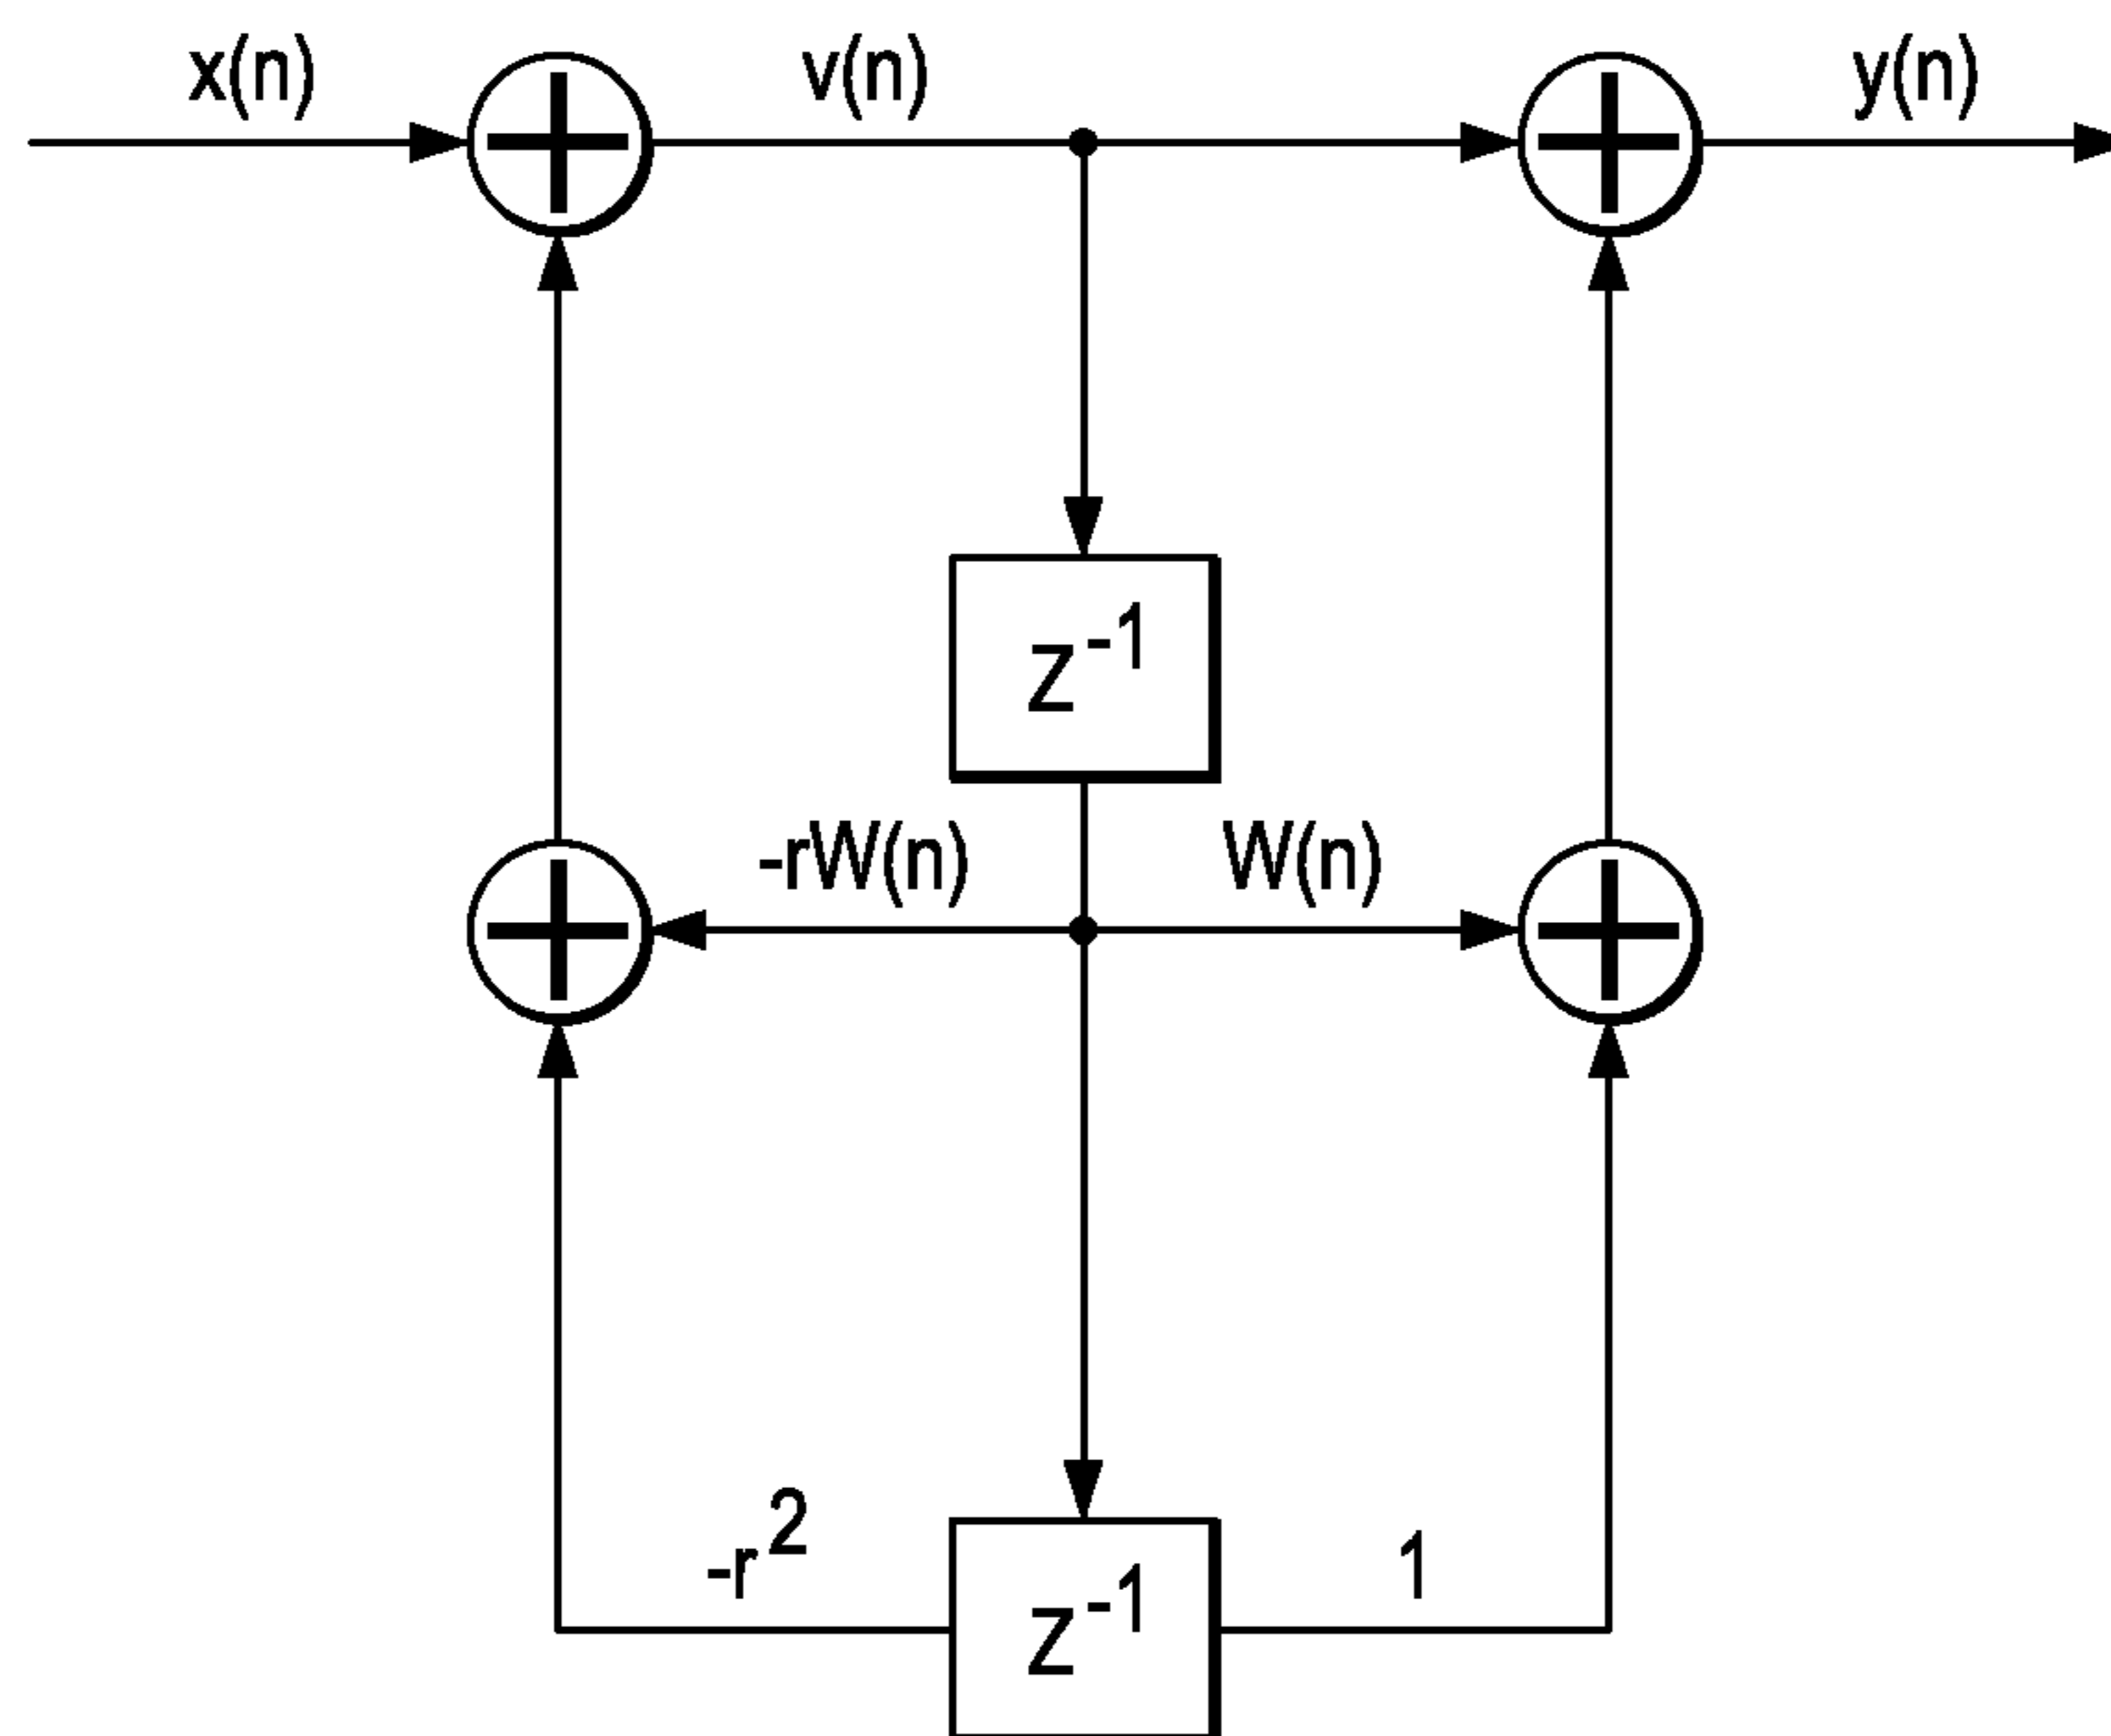 x(n) v(n) y(n)
z⁻¹
-rW(n) W(n)
-r² 1
z⁻¹